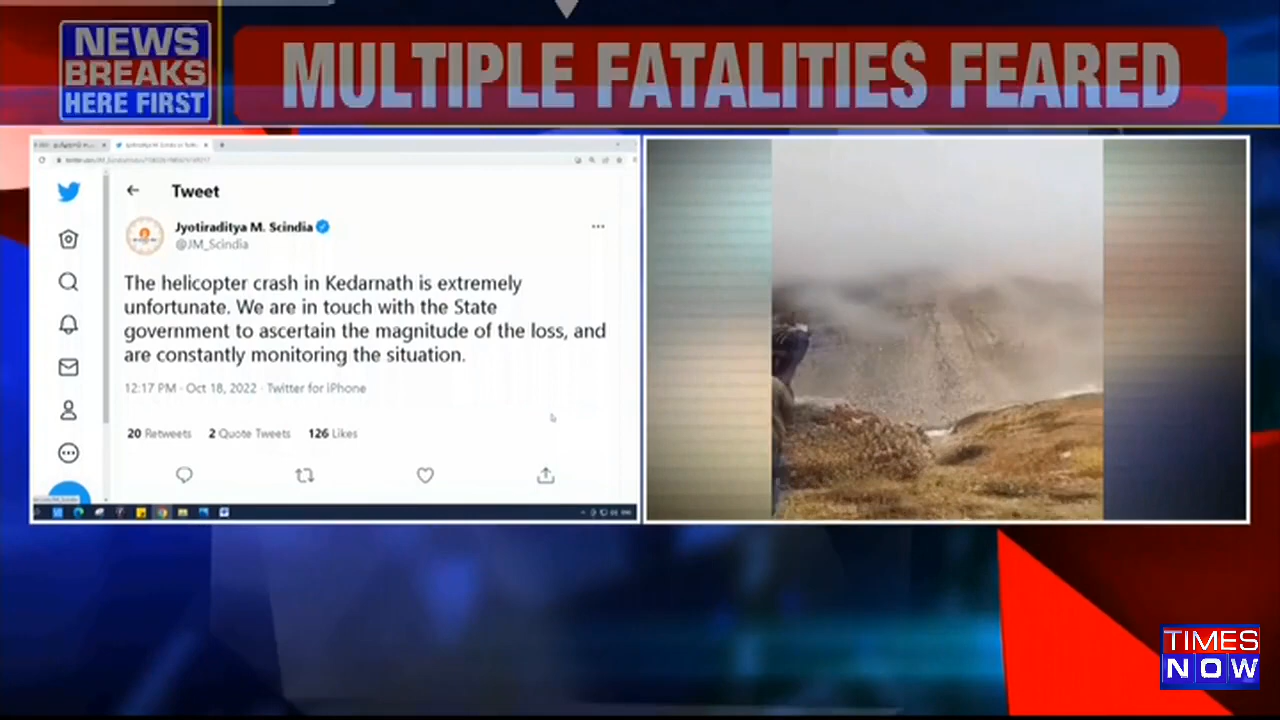 NEWS
BREAKS
HERE FIRST
MULTIPLE FATALITIES FEARED
Tweet
Jyotiraditya M. Scindia
@JM_Scindia
The helicopter crash in Kedarnath is extremely
unfortunate. We are in touch with the State
government to ascertain the magnitude of the loss, and
are constantly monitoring the situation.
12:17 PM · Oct 18, 2022 · Twitter for iPhone
20 Retweets 2 Quote Tweets 126 Likes
TIMES
NOW